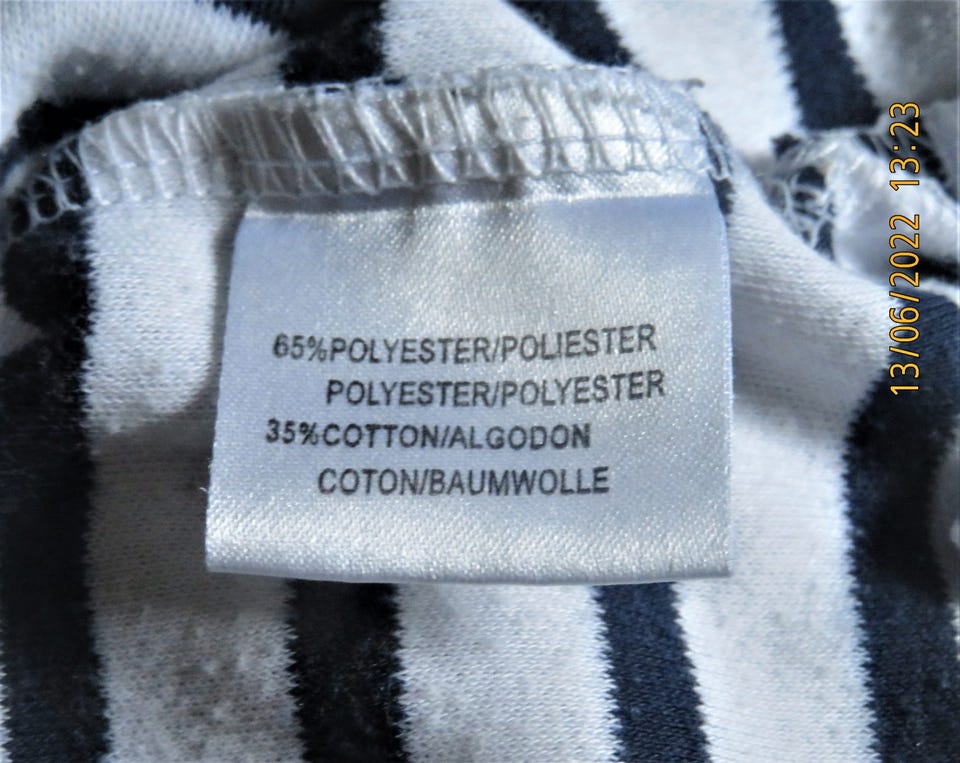 65%POLYESTER/POLIESTER
POLYESTER/POLYESTER
35%COTTON/ALGODON
COTON/BAUMWOLLE
13/06/2022 13:23